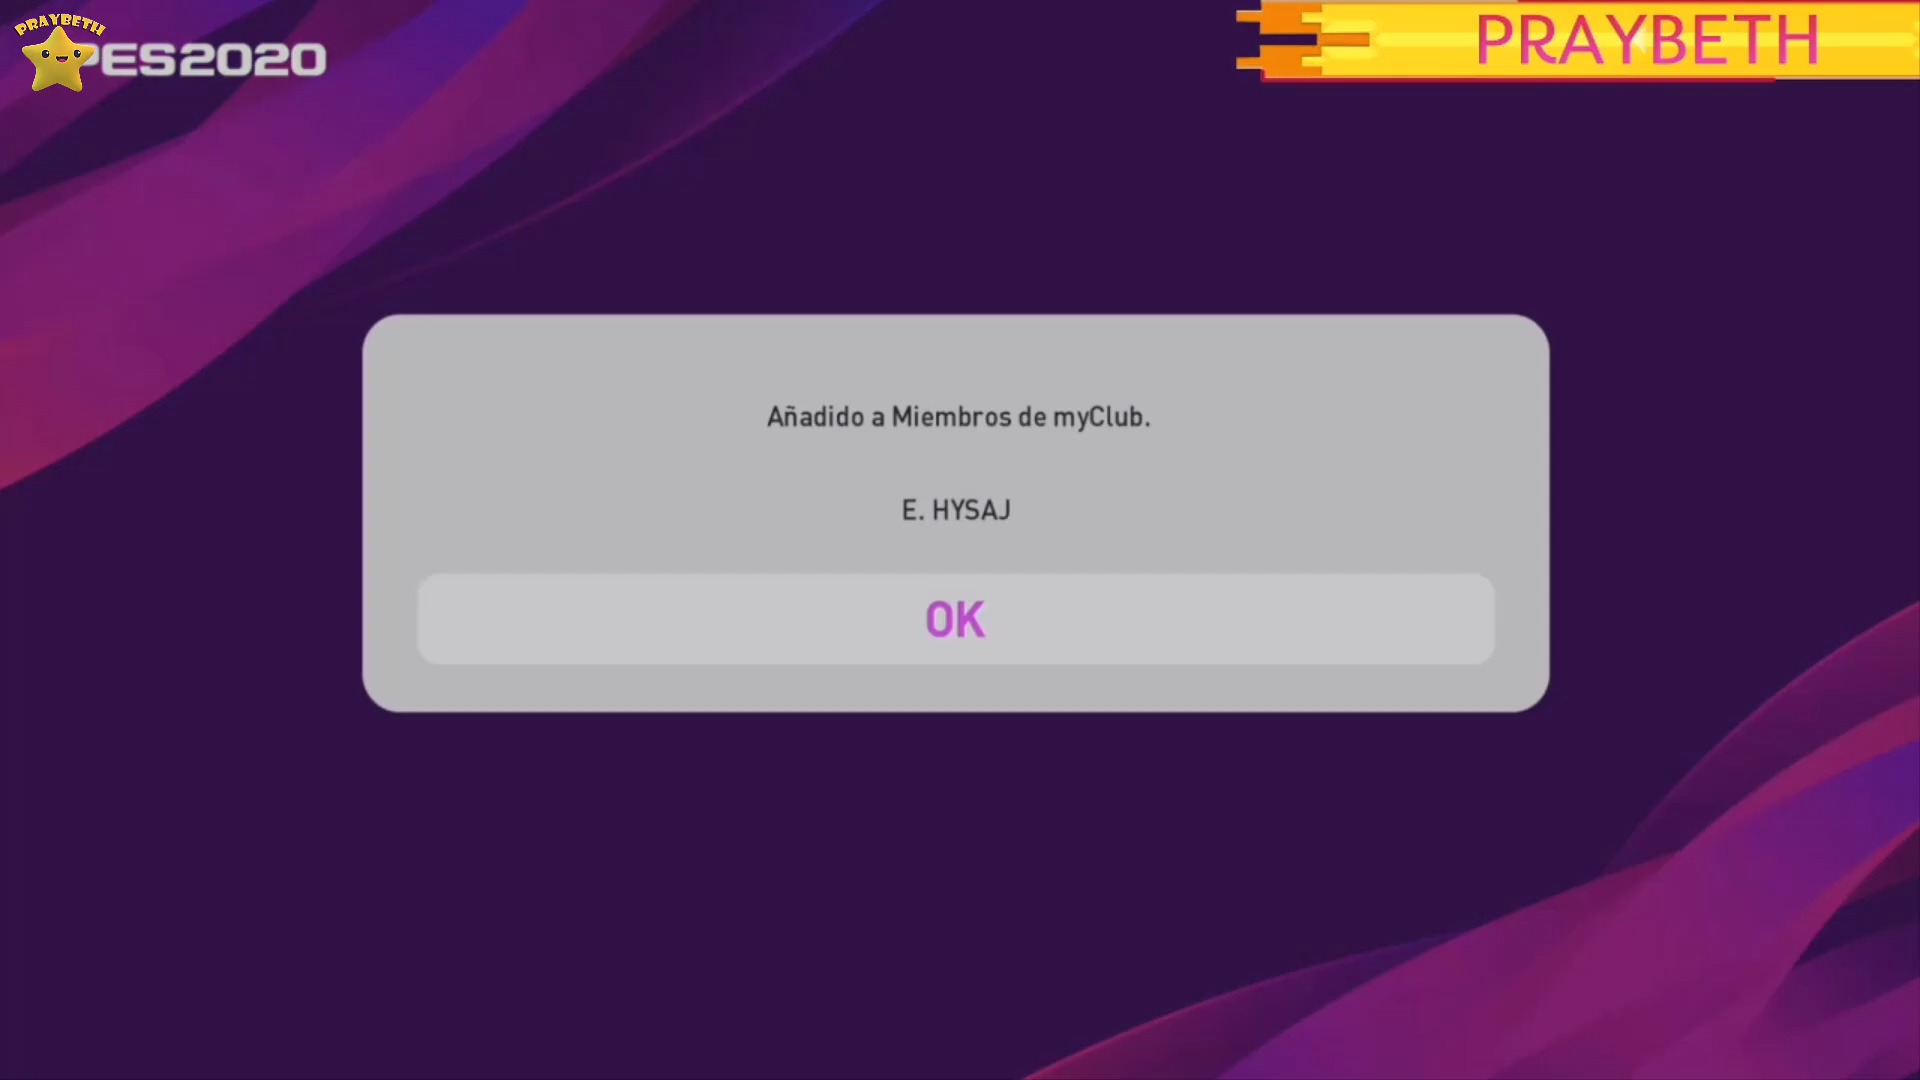 PRAYBETH
PES2020
PRAYBETH
Añadido a Miembros de myClub.
E. HYSAJ
OK